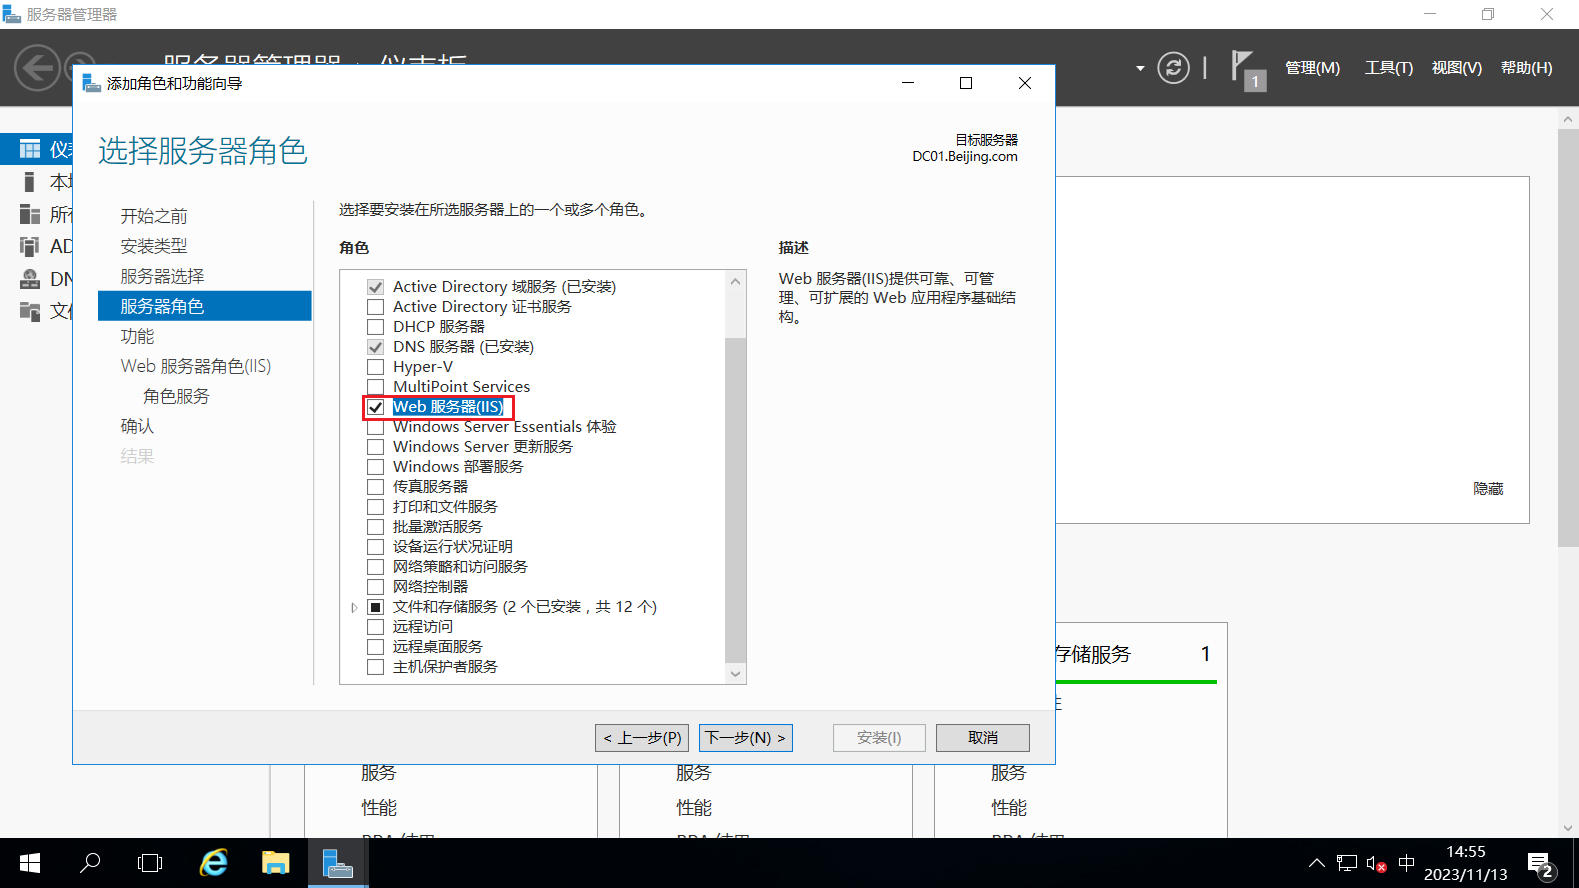 服务器管理器
管理(M)
工具(T)
视图(V)
帮助(H)
1
添加角色和功能向导
选择服务器角色
目标服务器
DC01.Beijing.com
开始之前
安装类型
服务器选择
服务器角色
功能
Web 服务器角色(IIS)
角色服务
确认
结果
选择要安装在所选服务器上的一个或多个角色。
角色
Active Directory 域服务 (已安装)
Active Directory 证书服务
DHCP 服务器
DNS 服务器 (已安装)
Hyper-V
MultiPoint Services
Web 服务器(IIS)
Windows Server Essentials 体验
Windows Server 更新服务
Windows 部署服务
传真服务器
打印和文件服务
批量激活服务
设备运行状况证明
网络策略和访问服务
网络控制器
文件和存储服务 (2 个已安装，共 12 个)
远程访问
远程桌面服务
主机保护者服务
描述
Web 服务器(IIS)提供可靠、可管
理、可扩展的 Web 应用程序基础结
构。
< 上一步(P)
下一步(N) >
安装(I)
取消
隐藏
存储服务
1
服务
服务
服务
性能
性能
性能
中
14:55
2023/11/13
2